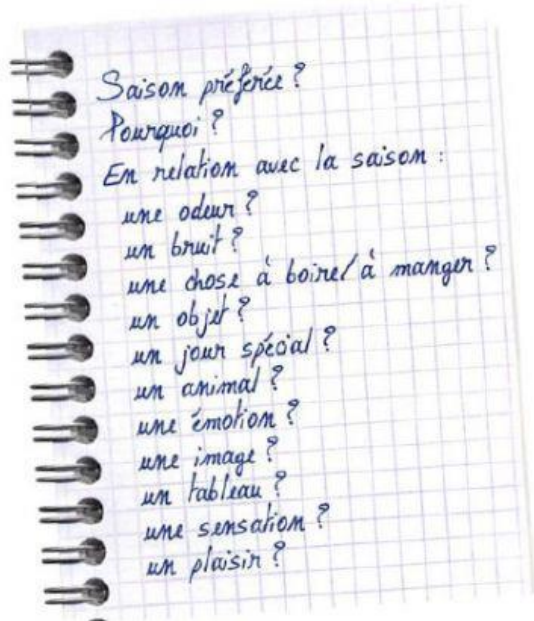 Saison préférée ?
Pourquoi ?
En relation avec la saison :
une odeur ?
un bruit ?
une chose à boire/à manger ?
un objet ?
un jour spécial ?
un animal ?
une émotion ?
une image ?
un tableau ?
une sensation ?
un plaisir ?